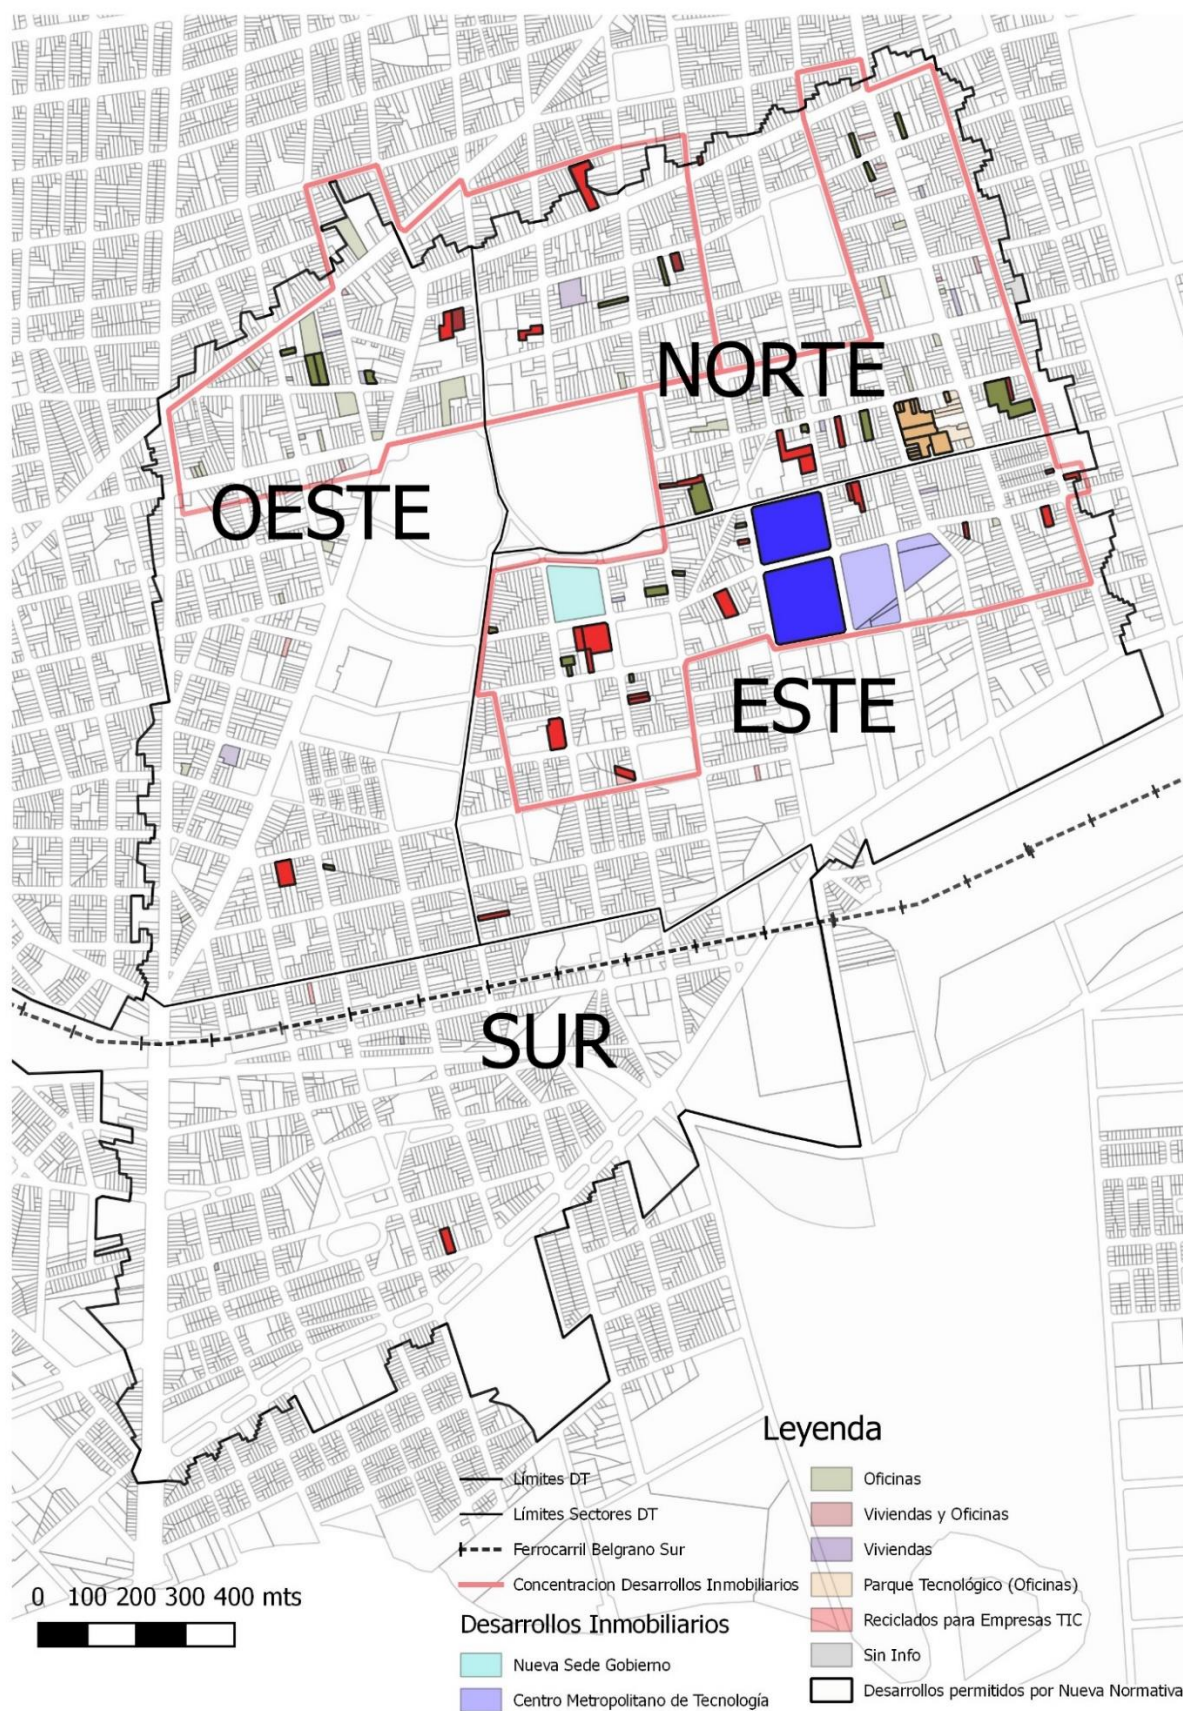 NORTE
OESTE
ESTE
SUR
Leyenda
Límites DT
Límites Sectores DT
Ferrocarril Belgrano Sur
Concentracion Desarrollos Inmobiliarios
Desarrollos Inmobiliarios
Nueva Sede Gobierno
Centro Metropolitano de Tecnología
Oficinas
Viviendas y Oficinas
Viviendas
Parque Tecnológico (Oficinas)
Reciclados para Empresas TIC
Sin Info
Desarrollos permitidos por Nueva Normativa
0 100 200 300 400 mts